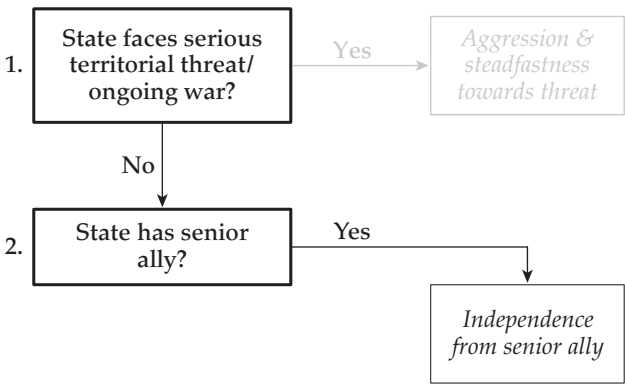 1.
State faces serious
territorial threat/
ongoing war?
Yes
Aggression &
steadfastness
towards threat
No
2.
State has senior
ally?
Yes
Independence
from senior ally